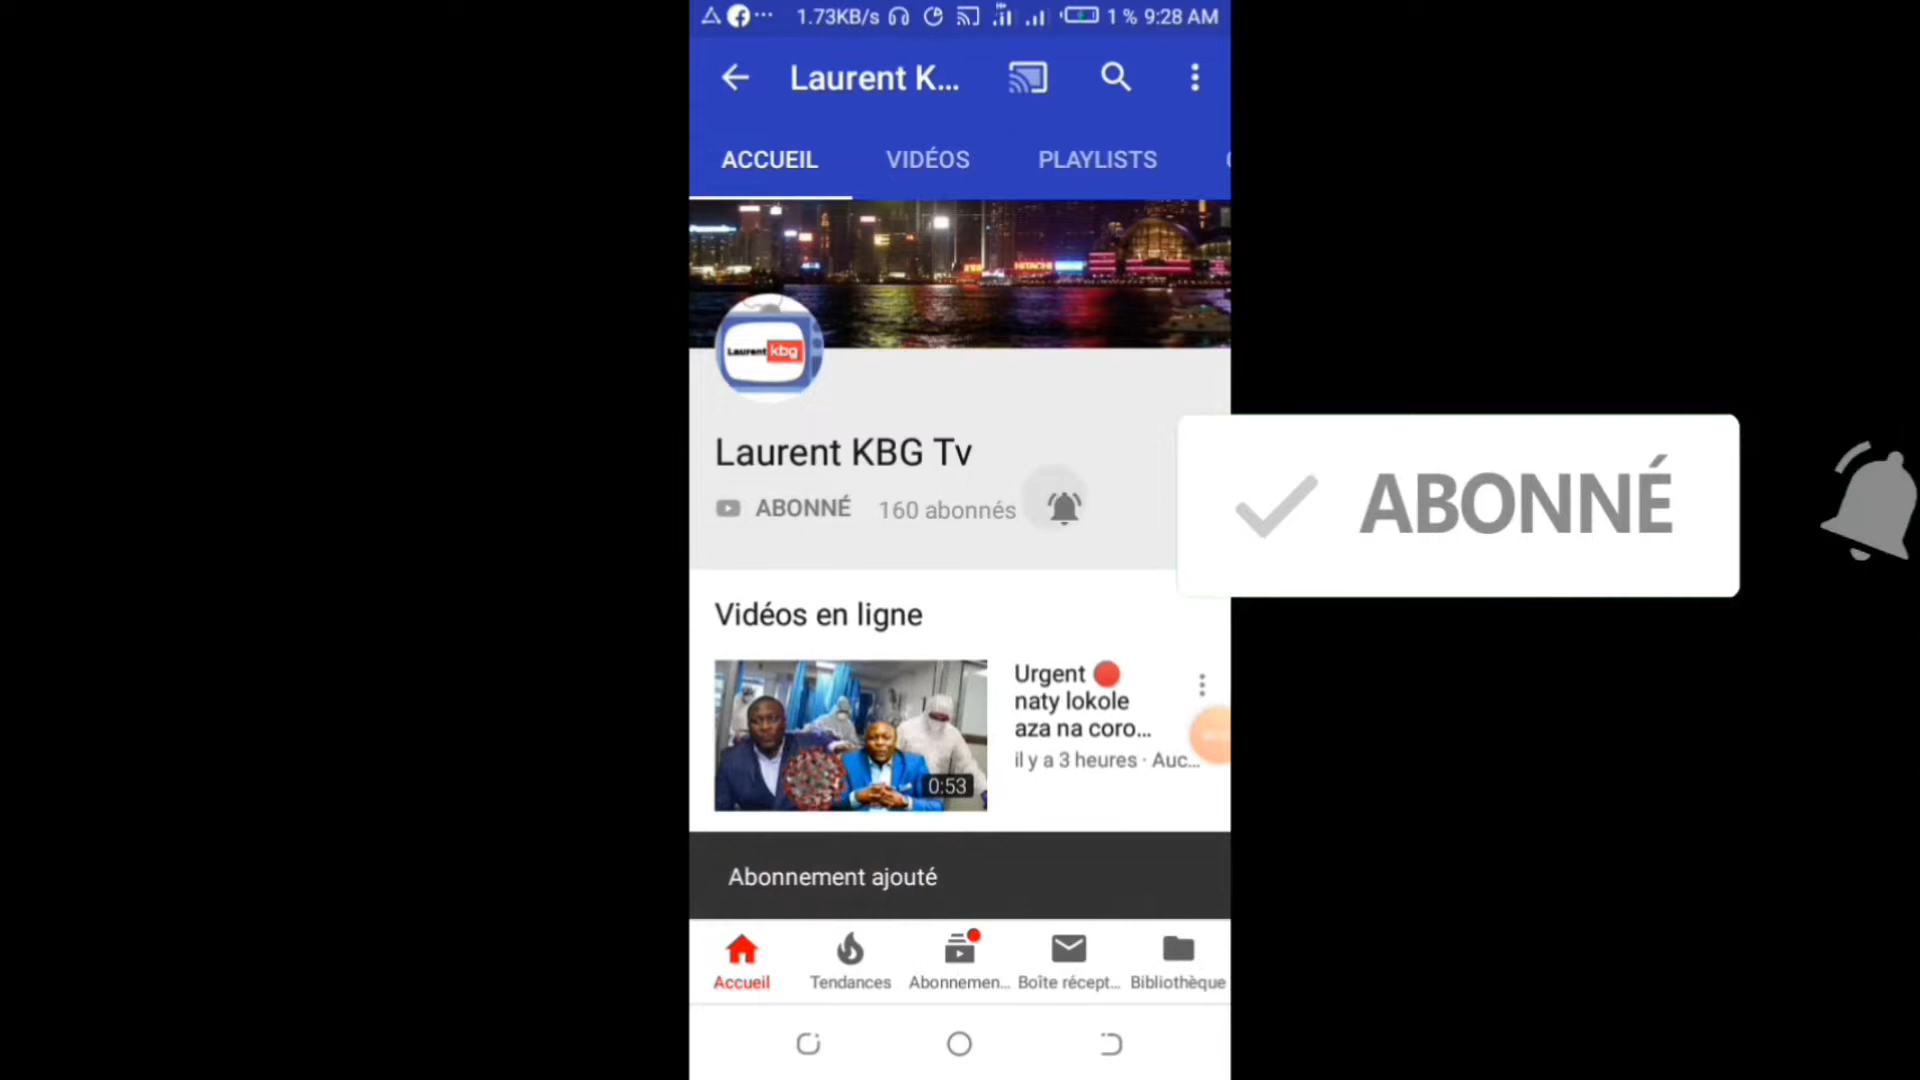 1.73KB/s 1 % 9:28 AM
Laurent K...
ACCUEIL VIDÉOS PLAYLISTS
HITACHI
Laurent kbg
Laurent KBG Tv
ABONNÉ 160 abonnés
ABONNÉ
Vidéos en ligne
Urgent 🔴
naty lokole
aza na coro...
il y a 3 heures · Auc...
0:53
Abonnement ajouté
Accueil Tendances Abonnemen... Boîte récept... Bibliothèque